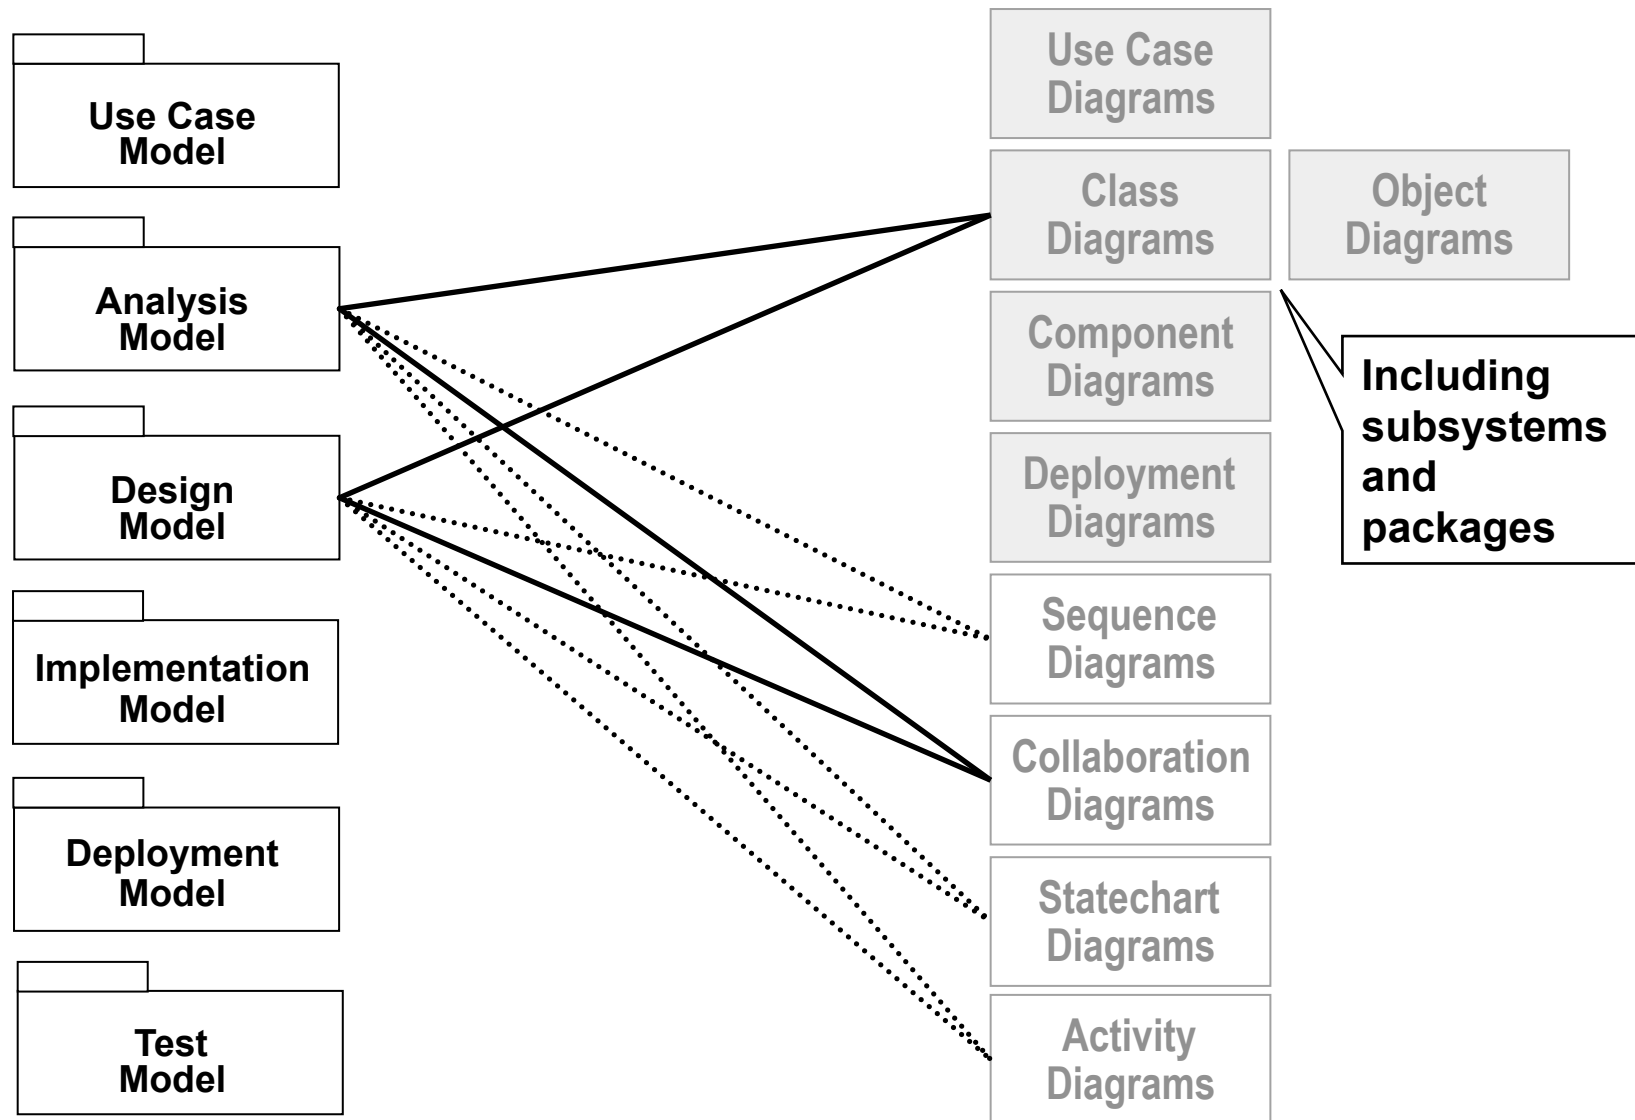 Use Case
Model
Analysis
Model
Design
Model
Implementation
Model
Deployment
Model
Test
Model
Use Case
Diagrams
Class
Diagrams
Object
Diagrams
Component
Diagrams
Deployment
Diagrams
Sequence
Diagrams
Collaboration
Diagrams
Statechart
Diagrams
Activity
Diagrams
Including
subsystems
and
packages